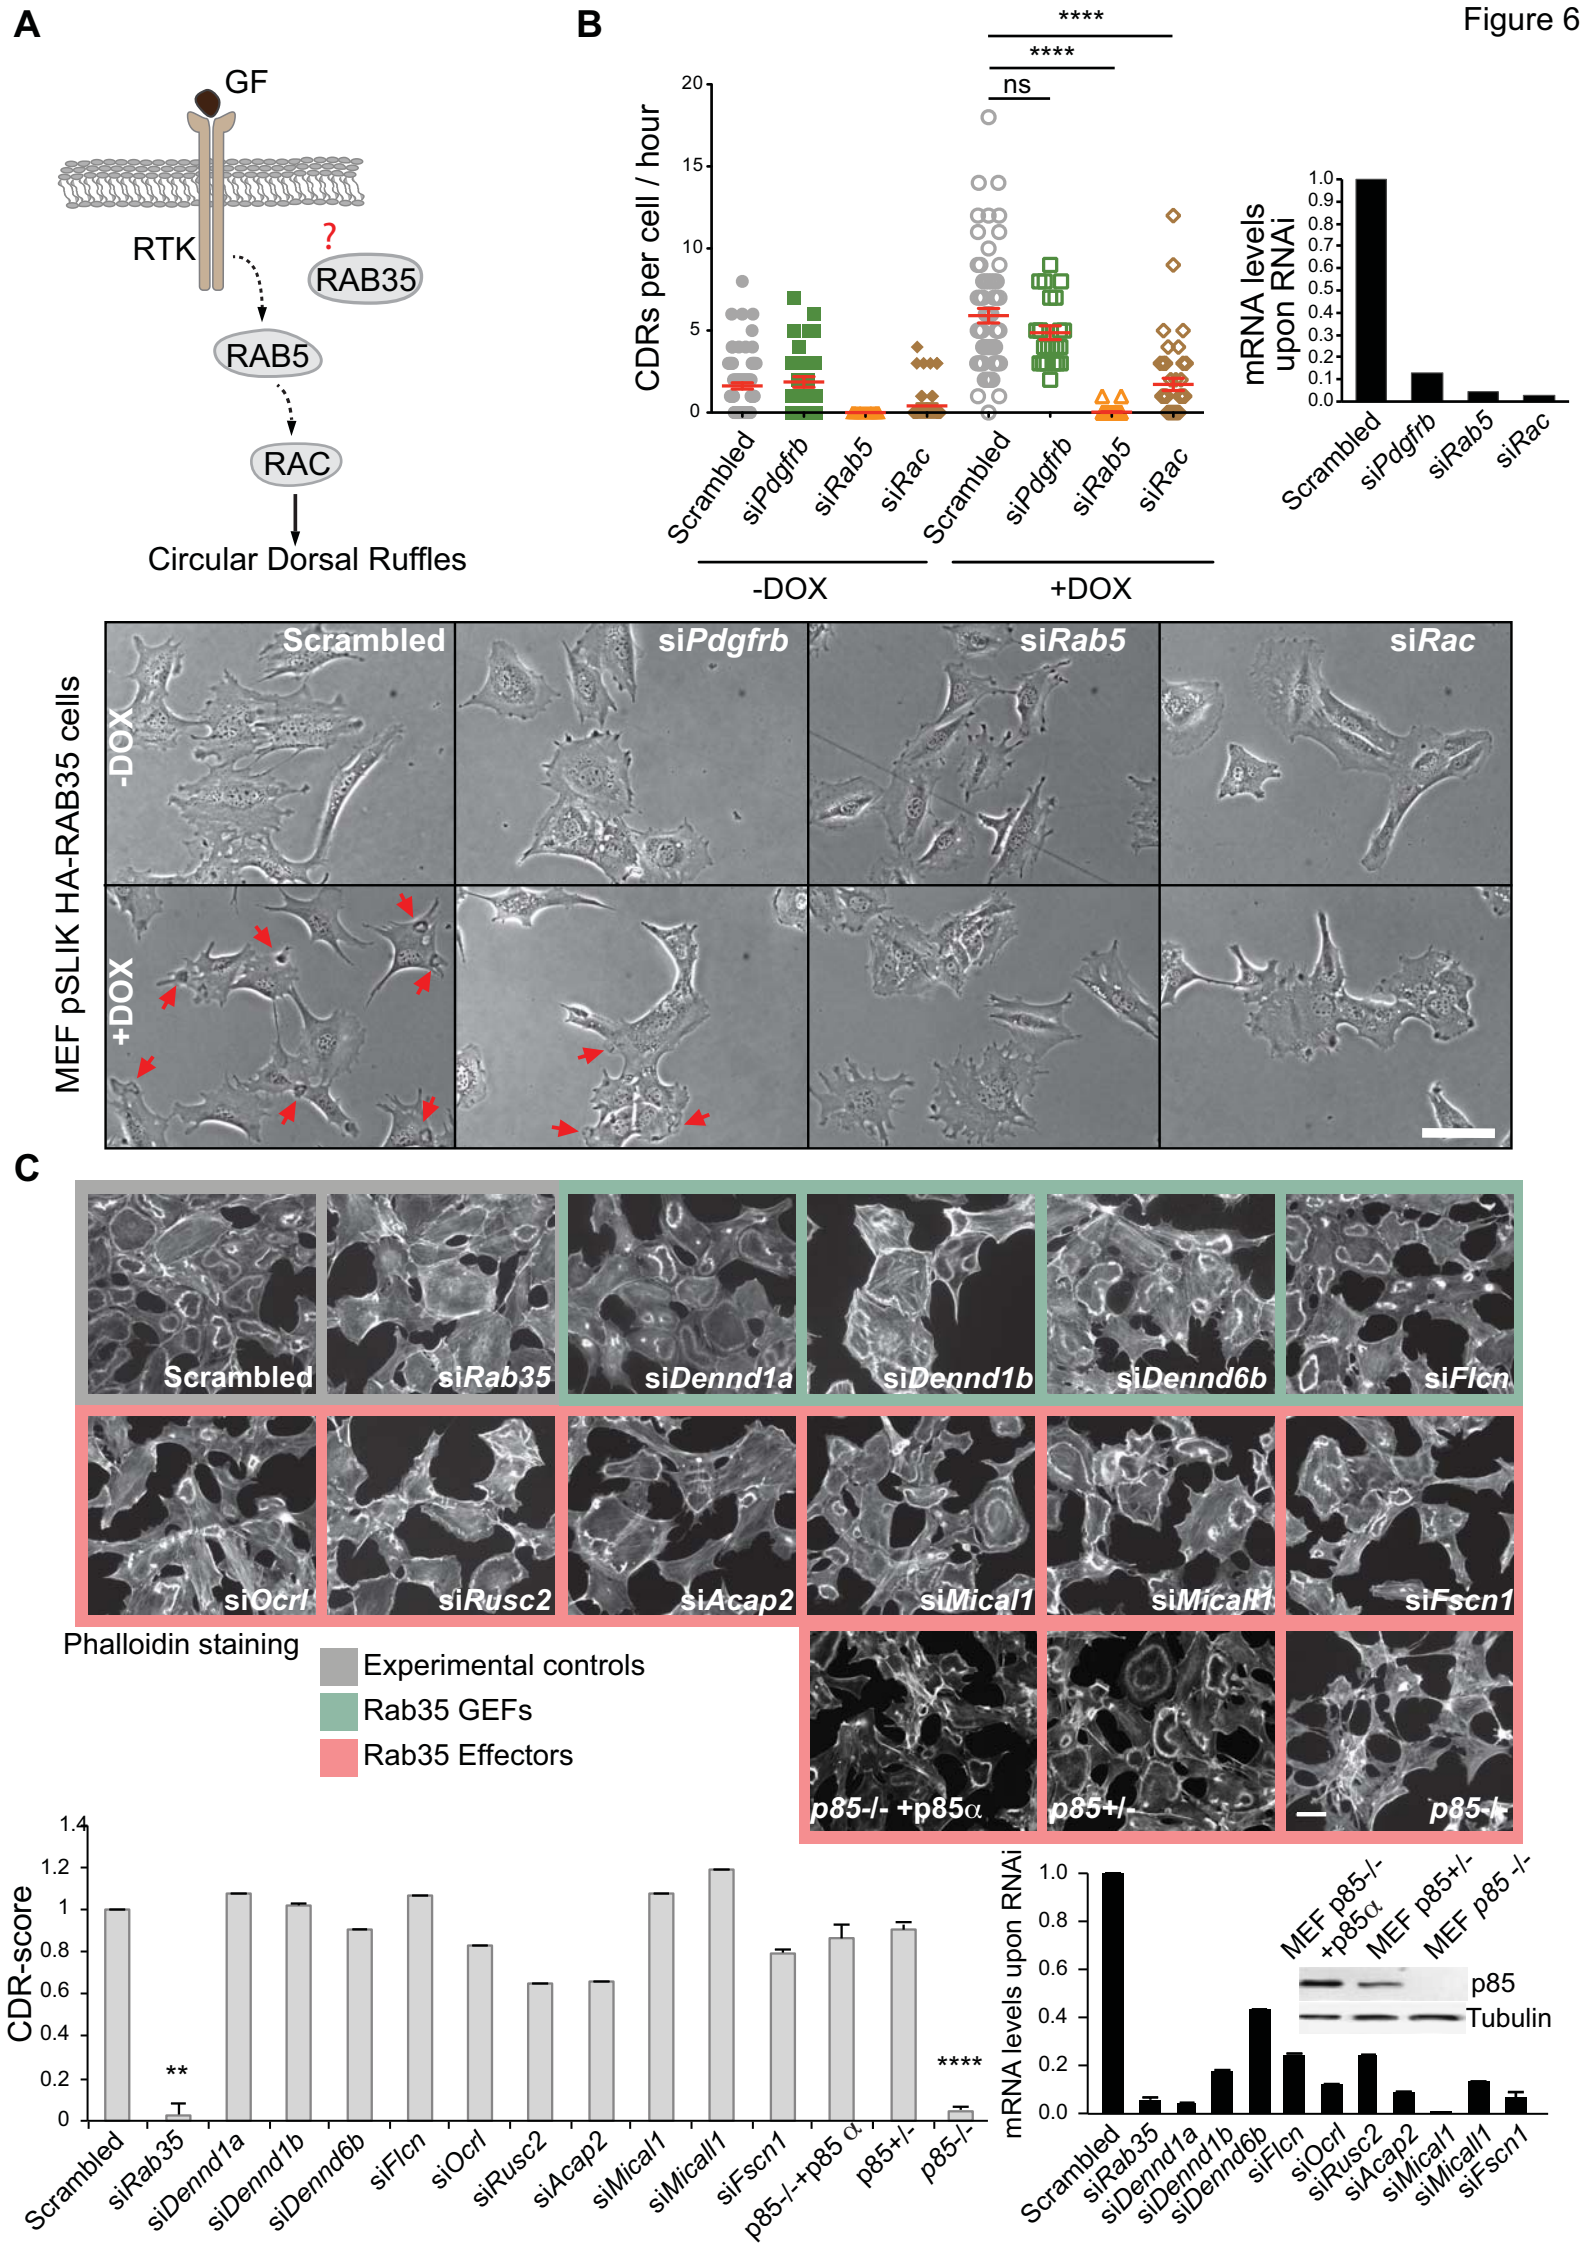 Figure 6
A
GF
RTK
?
RAB35
RAB5
RAC
Circular Dorsal Ruffles
B
****
****
ns
CDRs per cell / hour
20
15
10
5
0
Scrambled
siPdgfrb
siRab5
siRac
Scrambled
siPdgfrb
siRab5
siRac
-DOX
+DOX
mRNA levels
upon RNAi
1.0
0.9
0.8
0.7
0.6
0.5
0.4
0.3
0.2
0.1
0.0
Scrambled
siPdgfrb
siRab5
siRac
MEF pSLIK HA-RAB35 cells
-DOX
+DOX
Scrambled
siPdgfrb
siRab5
siRac
C
Scrambled
siRab35
siDennd1a
siDennd1b
siDennd6b
siFlcn
siOcrl
siRusc2
siAcap2
siMical1
siMicall1
siFscn1
p85-/- +p85α
p85+/-
p85-/-
Phalloidin staining
Experimental controls
Rab35 GEFs
Rab35 Effectors
CDR-score
1.4
1.2
1
0.8
0.6
0.4
0.2
0
**
****
Scrambled
siRab35
siDennd1a
siDennd1b
siDennd6b
siFlcn
siOcrl
siRusc2
siAcap2
siMical1
siMicall1
siFscn1
p85-/-+p85 α
p85+/-
p85-/-
mRNA levels upon RNAi
1.0
0.8
0.6
0.4
0.2
0.0
MEF p85-/-
+p85α
MEF p85+/-
MEF p85 -/-
p85
Tubulin
Scrambled
siRab35
siDennd1a
siDennd1b
siDennd6b
siFlcn
siOcrl
siRusc2
siAcap2
siMical1
siMicall1
siFscn1